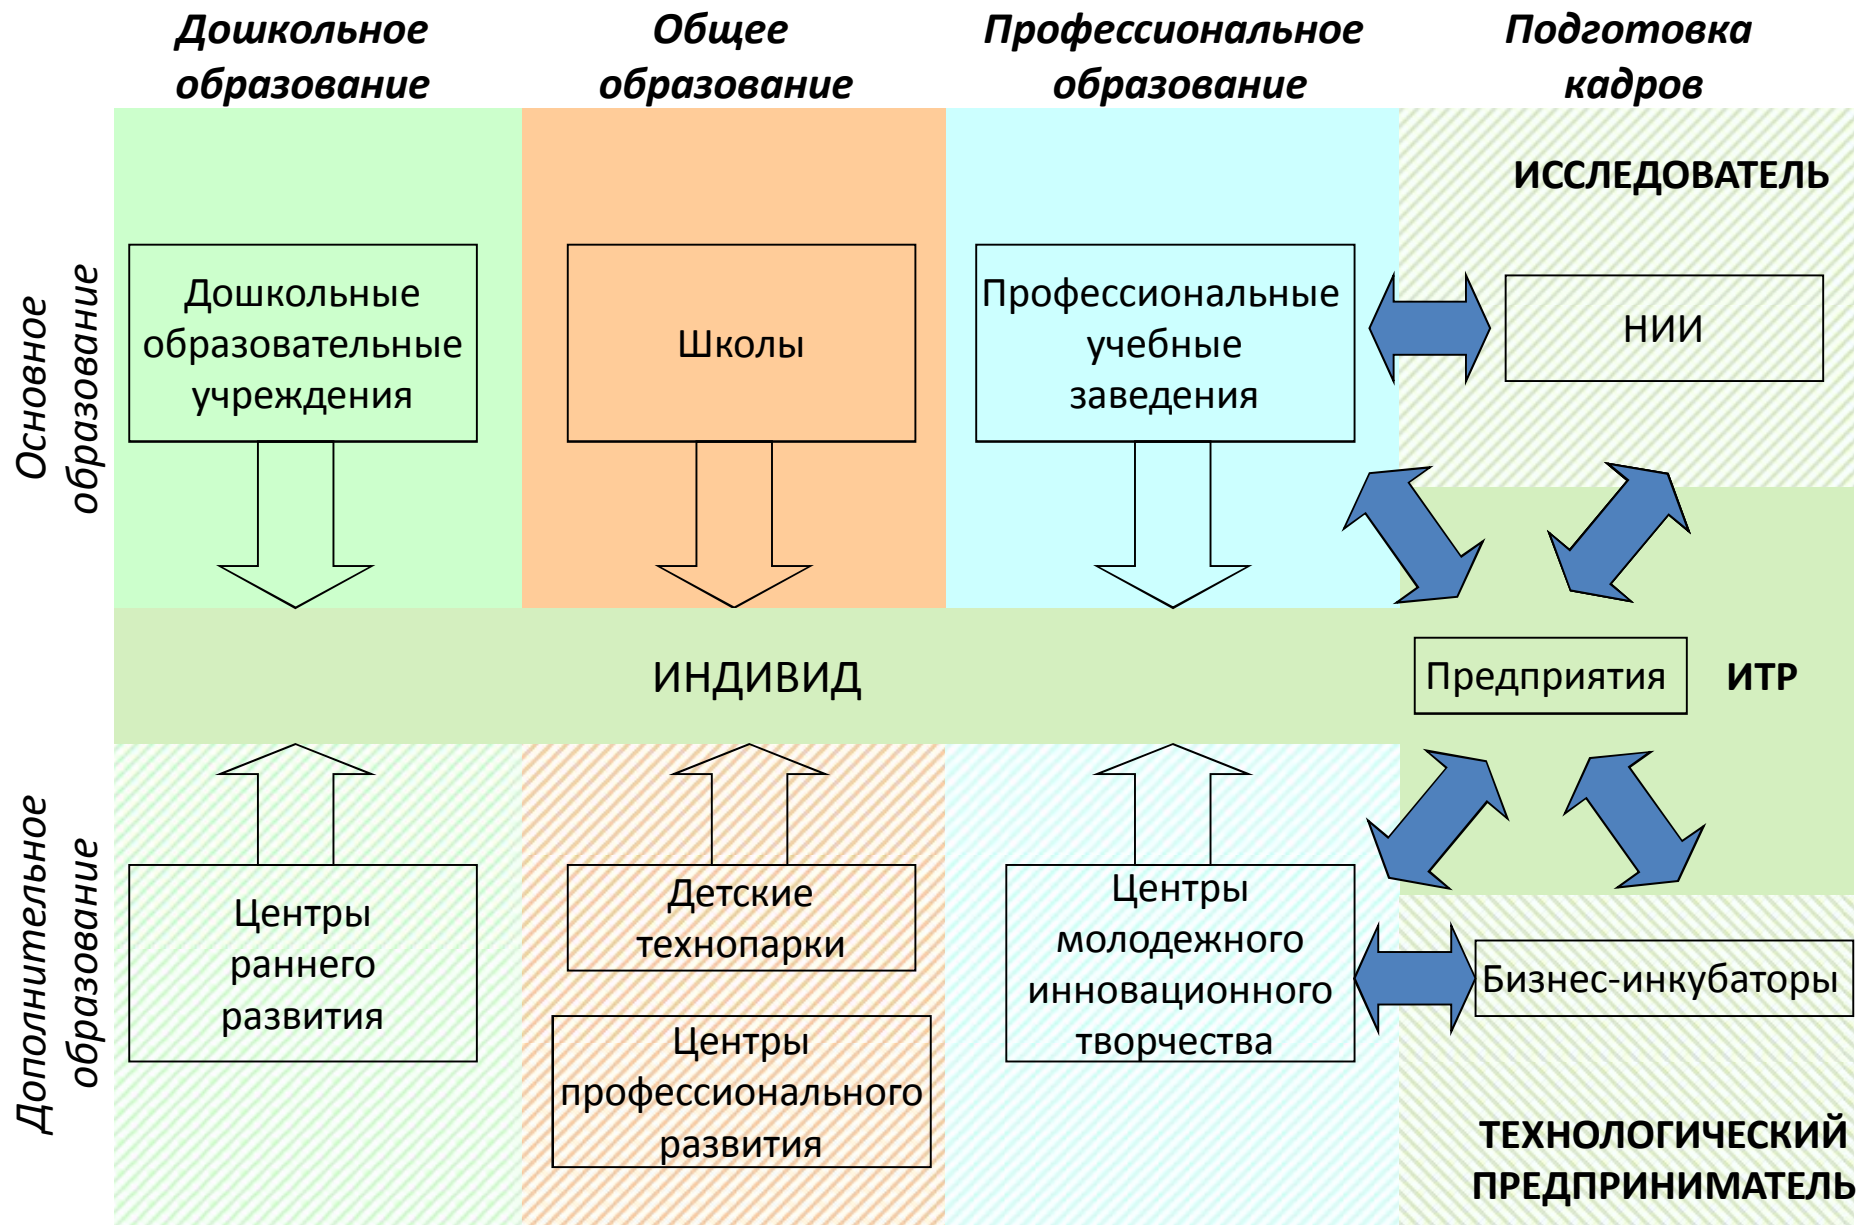 Дошкольное
образование
Общее
образование
Профессиональное
образование
Подготовка
кадров
Основное
образование
Дошкольные
образовательные
учреждения
Школы
Профессиональные
учебные
заведения
ИССЛЕДОВАТЕЛЬ
НИИ
ИНДИВИД
Предприятия
ИТР
Дополнительное
образование
Центры
раннего
развития
Детские
технопарки
Центры
профессионального
развития
Центры
молодежного
инновационного
творчества
Бизнес-инкубаторы
ТЕХНОЛОГИЧЕСКИЙ
ПРЕДПРИНИМАТЕЛЬ